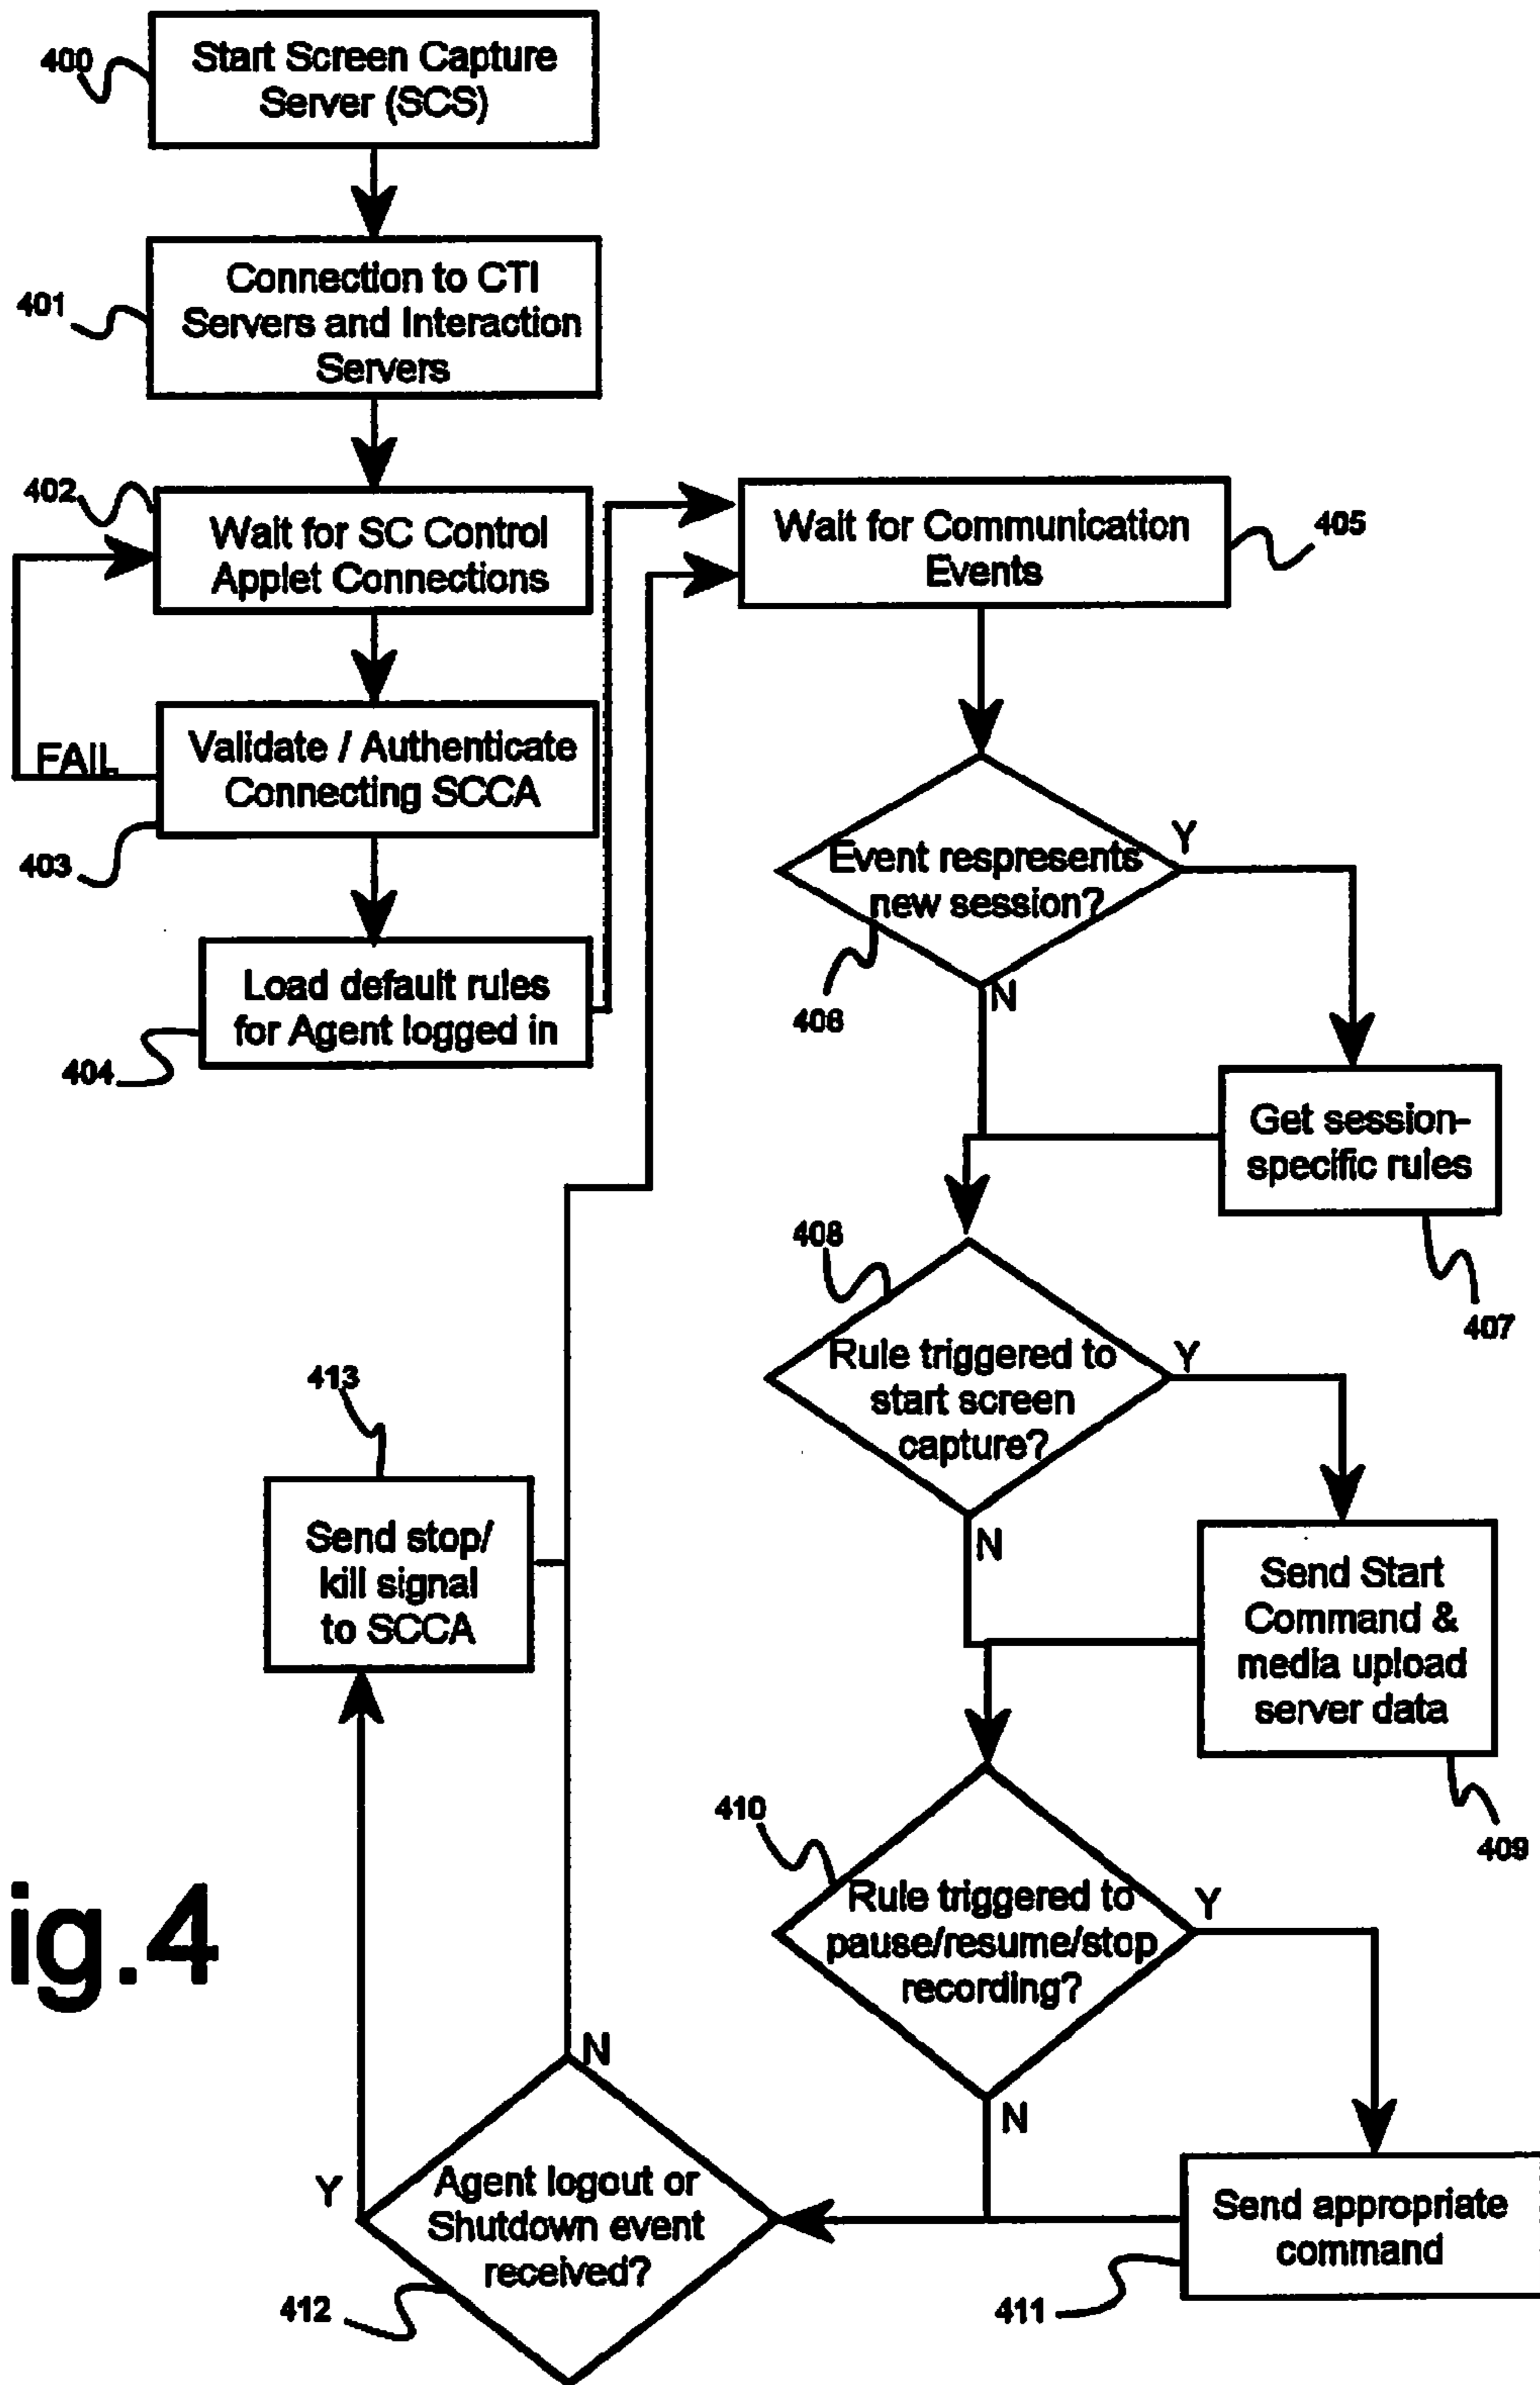 400
Start Screen Capture
Server (SCS)
401
Connection to CTI
Servers and Interaction
Servers
402
Wait for SC Control
Applet Connections
FAIL
Validate / Authenticate
Connecting SCCA
403
Load default rules
for Agent logged in
404
Wait for Communication
Events
405
Event respresents
new session?
Y
N
406
Get session-
specific rules
407
408
Rule triggered to
start screen
capture?
Y
N
Send Start
Command &
media upload
server data
409
410
Rule triggered to
pause/resume/stop
recording?
Y
N
Send appropriate
command
411
Agent logout or
Shutdown event
received?
Y
N
412
413
Send stop/
kill signal
to SCCA
ig.4